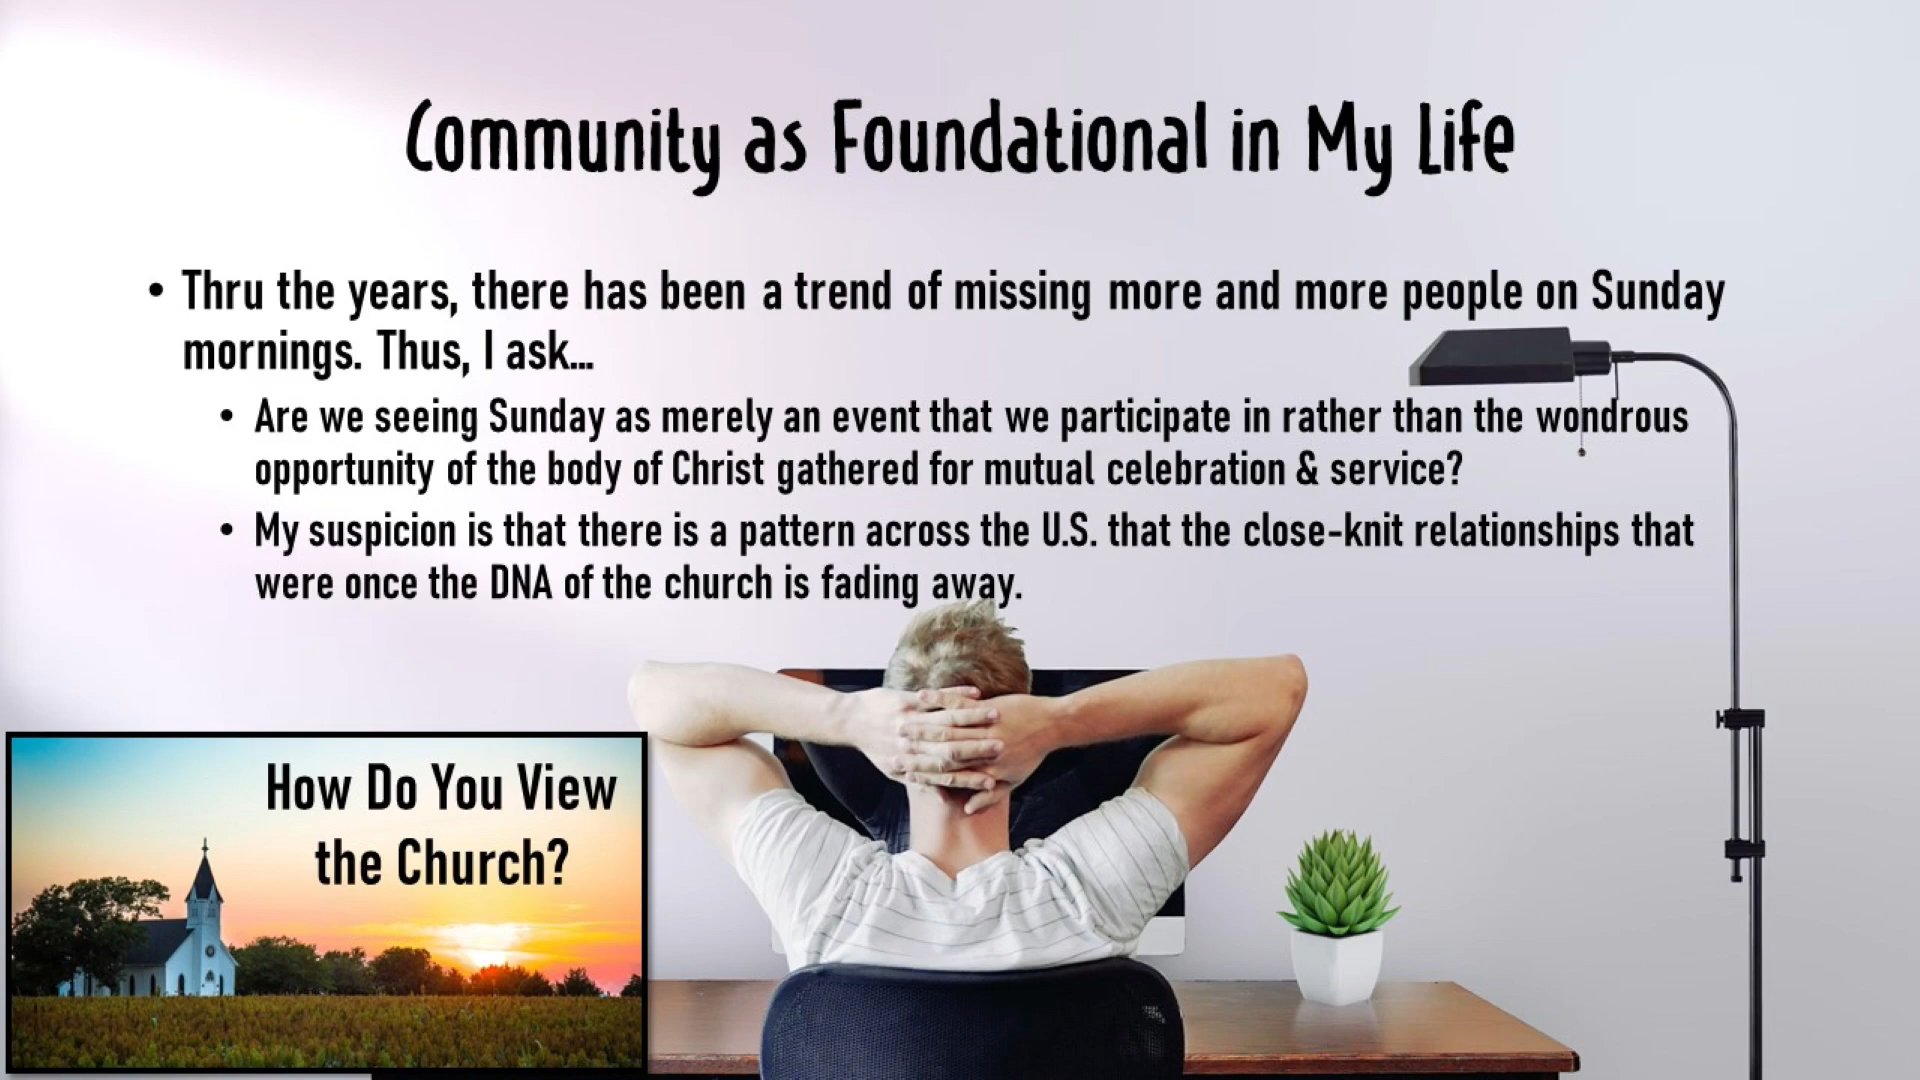 Community as Foundational in My Life
• Thru the years, there has been a trend of missing more and more people on Sunday
mornings. Thus, I ask...
• Are we seeing Sunday as merely an event that we participate in rather than the wondrous
opportunity of the body of Christ gathered for mutual celebration & service?
• My suspicion is that there is a pattern across the U.S. that the close-knit relationships that
were once the DNA of the church is fading away.
How Do You View
the Church?